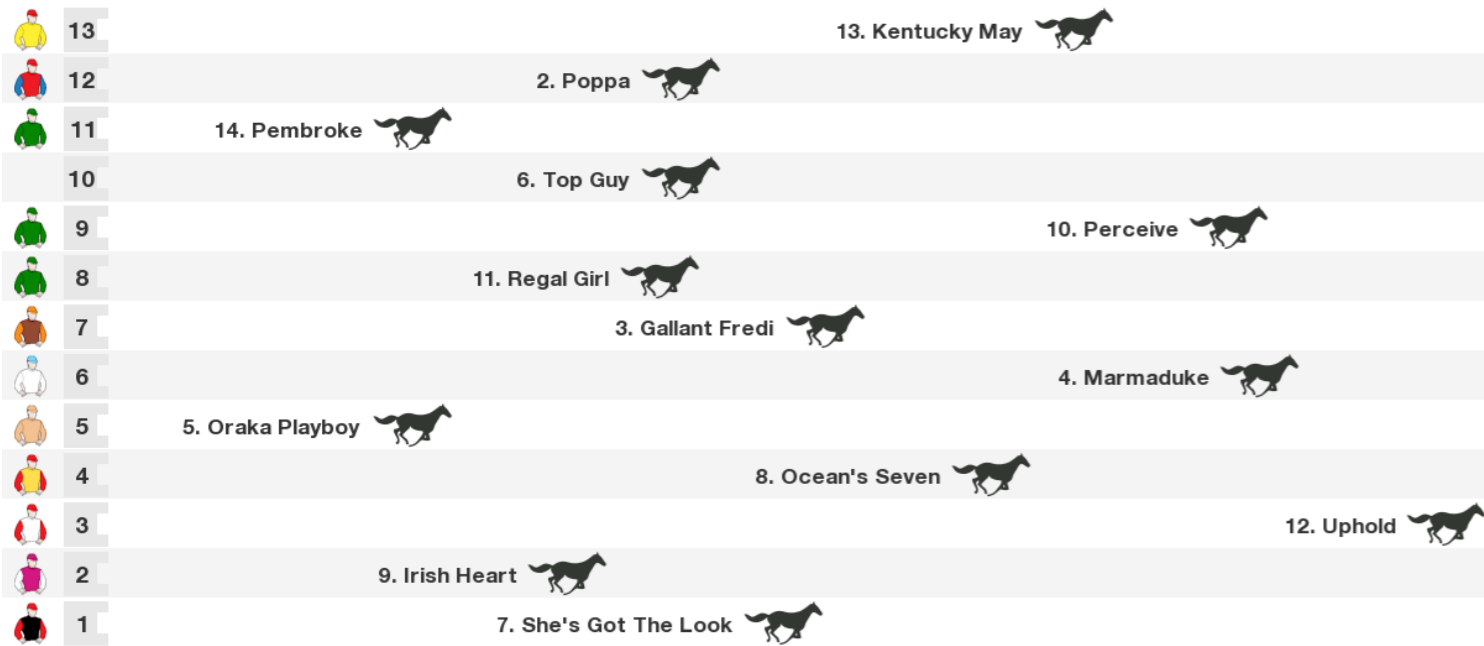 13 13. Kentucky May
12 2. Poppa
11 14. Pembroke
10 6. Top Guy
9 10. Perceive
8 11. Regal Girl
7 3. Gallant Fredi
6 4. Marmaduke
5 5. Oraka Playboy
4 8. Ocean's Seven
3 12. Uphold
2 9. Irish Heart
1 7. She's Got The Look